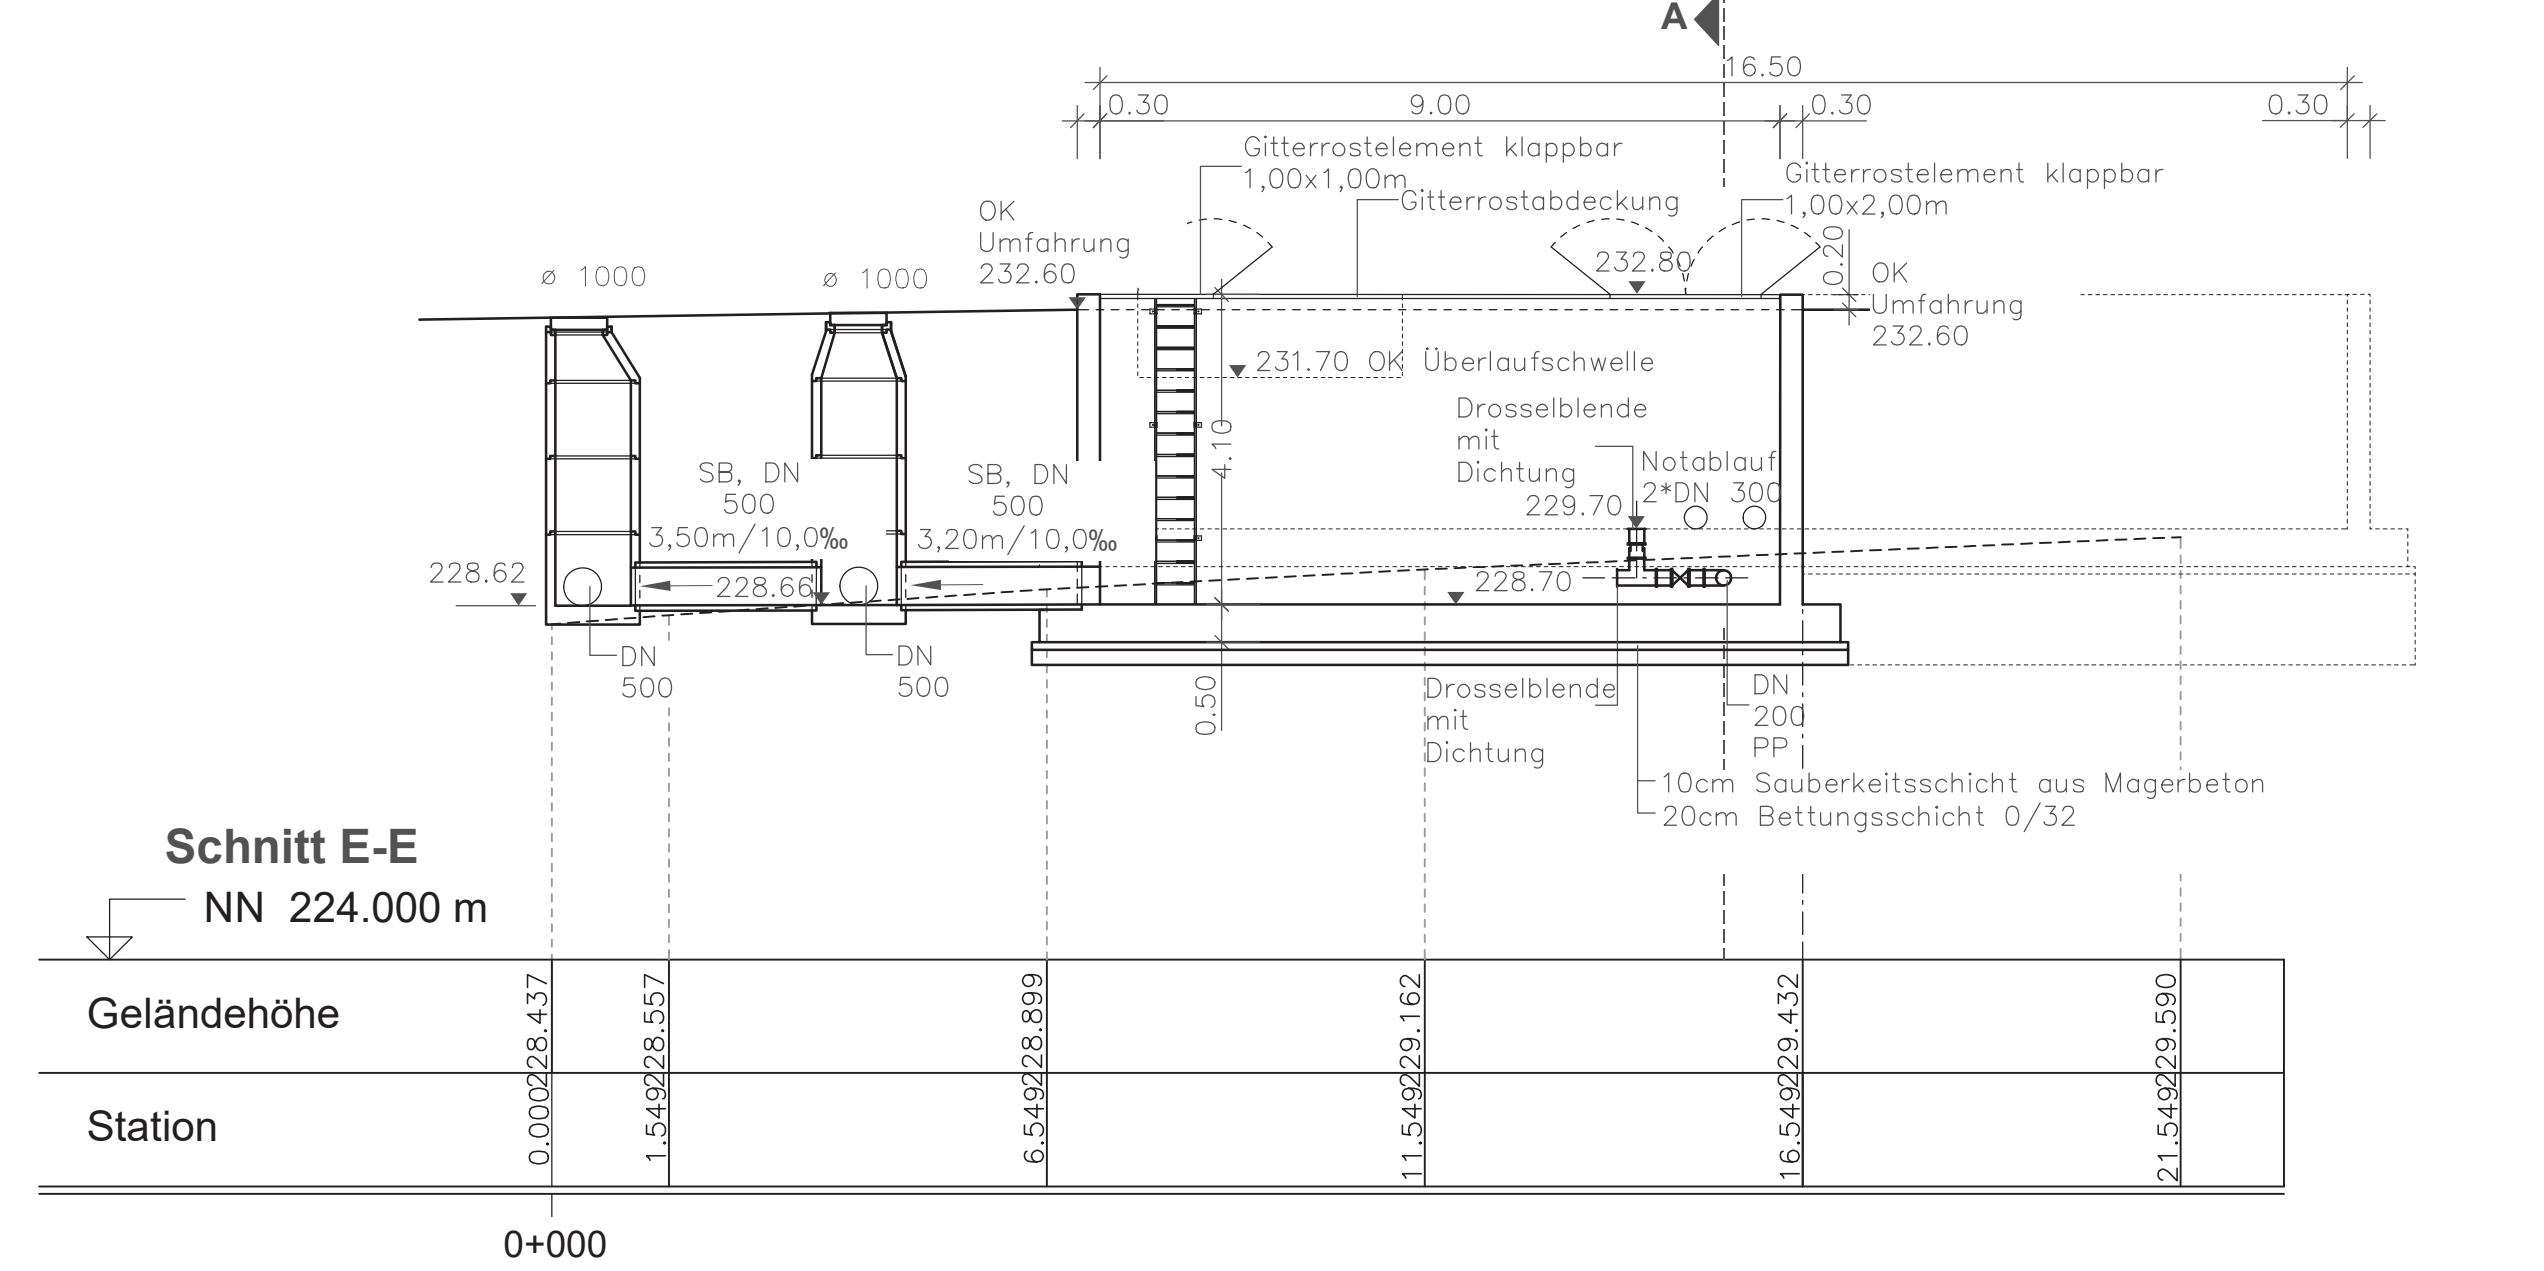 A
16.50
0.30
9.00
0.30
0.30
Gitterrostelement klappbar
1,00x1,00m
Gitterrostabdeckung
Gitterrostelement klappbar
1,00x2,00m
OK
Umfahrung
232.60
ø 1000
ø 1000
232.80
0.20
OK
Umfahrung
232.60
231.70 OK Überlaufschwelle
4.10
Drosselblende
mit
Dichtung
229.70
Notablauf
2*DN 300
SB, DN
500
3,50m/10,0‰
SB, DN
500
3,20m/10,0‰
228.62
228.66
228.70
DN
500
DN
500
0.50
Drosselblende
mit
Dichtung
DN
200
PP
10cm Sauberkeitsschicht aus Magerbeton
20cm Bettungsschicht 0/32
Schnitt E-E
NN 224.000 m
Geländehöhe
228.437
228.557
228.899
229.162
229.432
229.590
Station
0.000
1.549
6.549
11.549
16.549
21.549
0+000